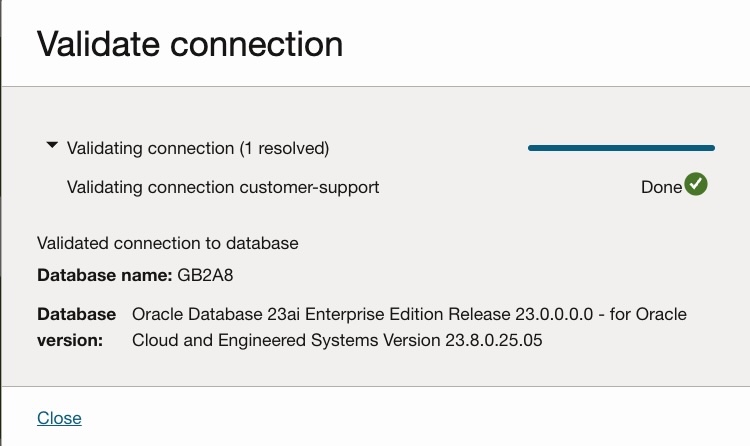 Validate connection
Validating connection (1 resolved)
Validating connection customer-support Done
Validated connection to database
Database name: GB2A8
Database version: Oracle Database 23ai Enterprise Edition Release 23.0.0.0.0 - for Oracle
Cloud and Engineered Systems Version 23.8.0.25.05
Close